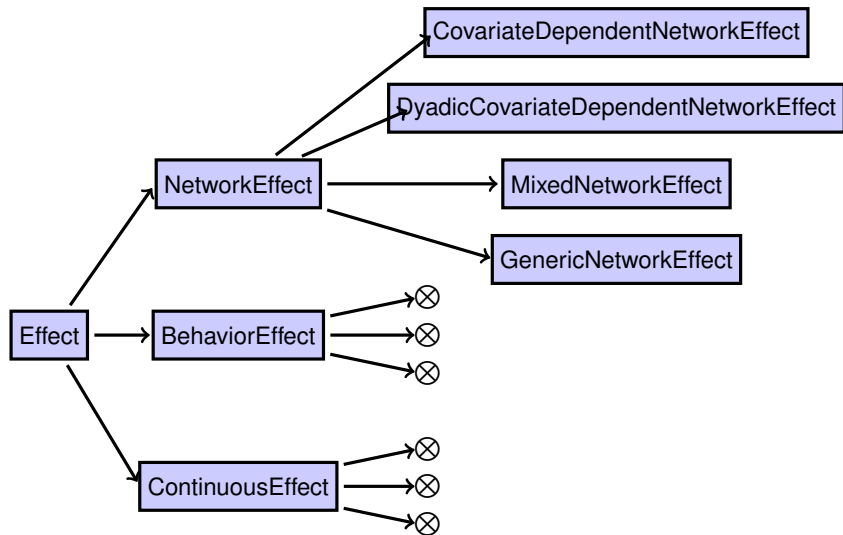 CovariateDependentNetworkEffect
DyadicCovariateDependentNetworkEffect
NetworkEffect
MixedNetworkEffect
GenericNetworkEffect
Effect
BehaviorEffect
ContinuousEffect